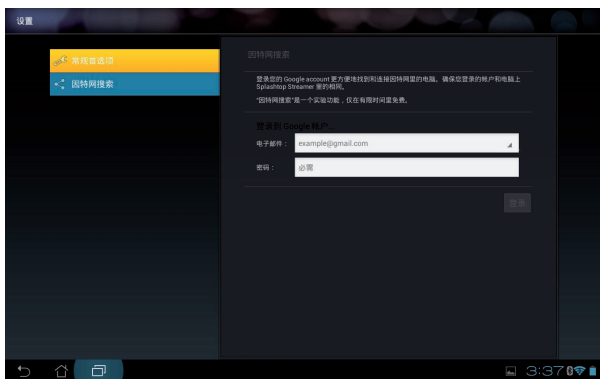 设置
常规首选项
因特网搜索
因特网搜索
登录您的 Google account 更方便地找到和连接因特网里的电脑。确保您登录的帐户和电脑上
Splashtop Streamer 里的相同。
"因特网搜索"是一个实验功能，仅在有限时间里免费。
登录到 Google 帐户...
电子邮件：
example@gmail.com
密码：
必需
登录
3:37